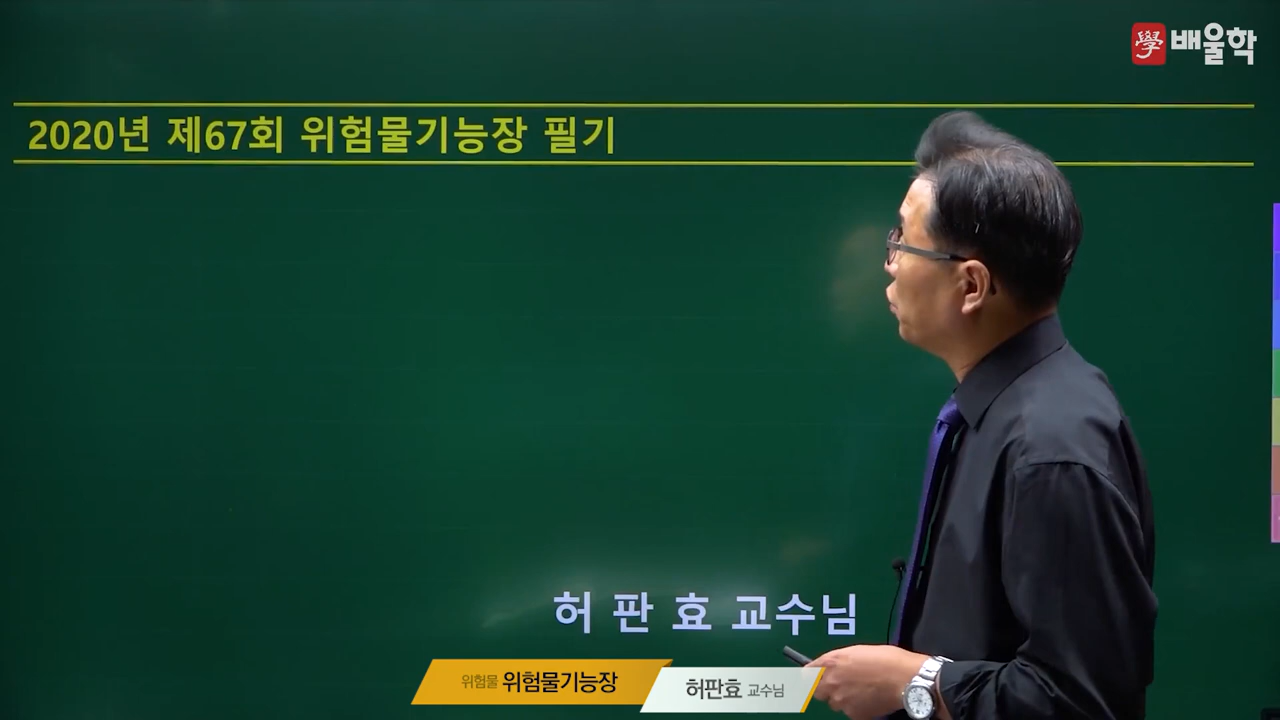 學 배울학
2020년 제67회 위험물기능장 필기
허 판 효 교수님
위험물 위험물기능장
허판효 교수님